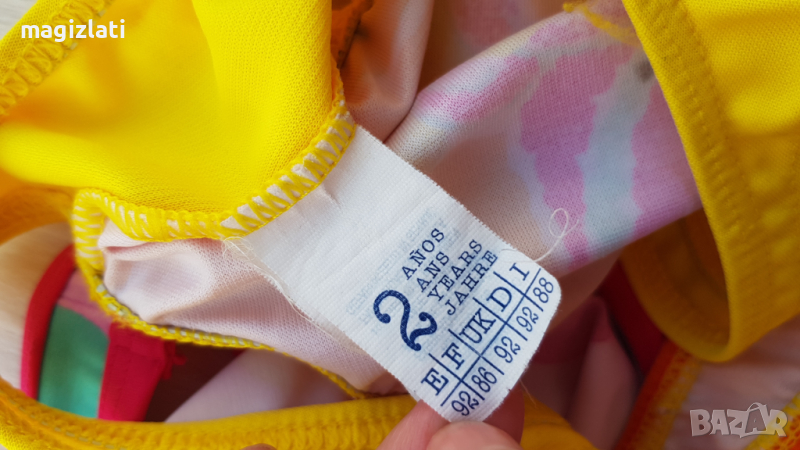 magizlati
2
AÑOS
ANS
YEARS
JAHRE
E F UK D I
92 86 92 92 88
BAZAR